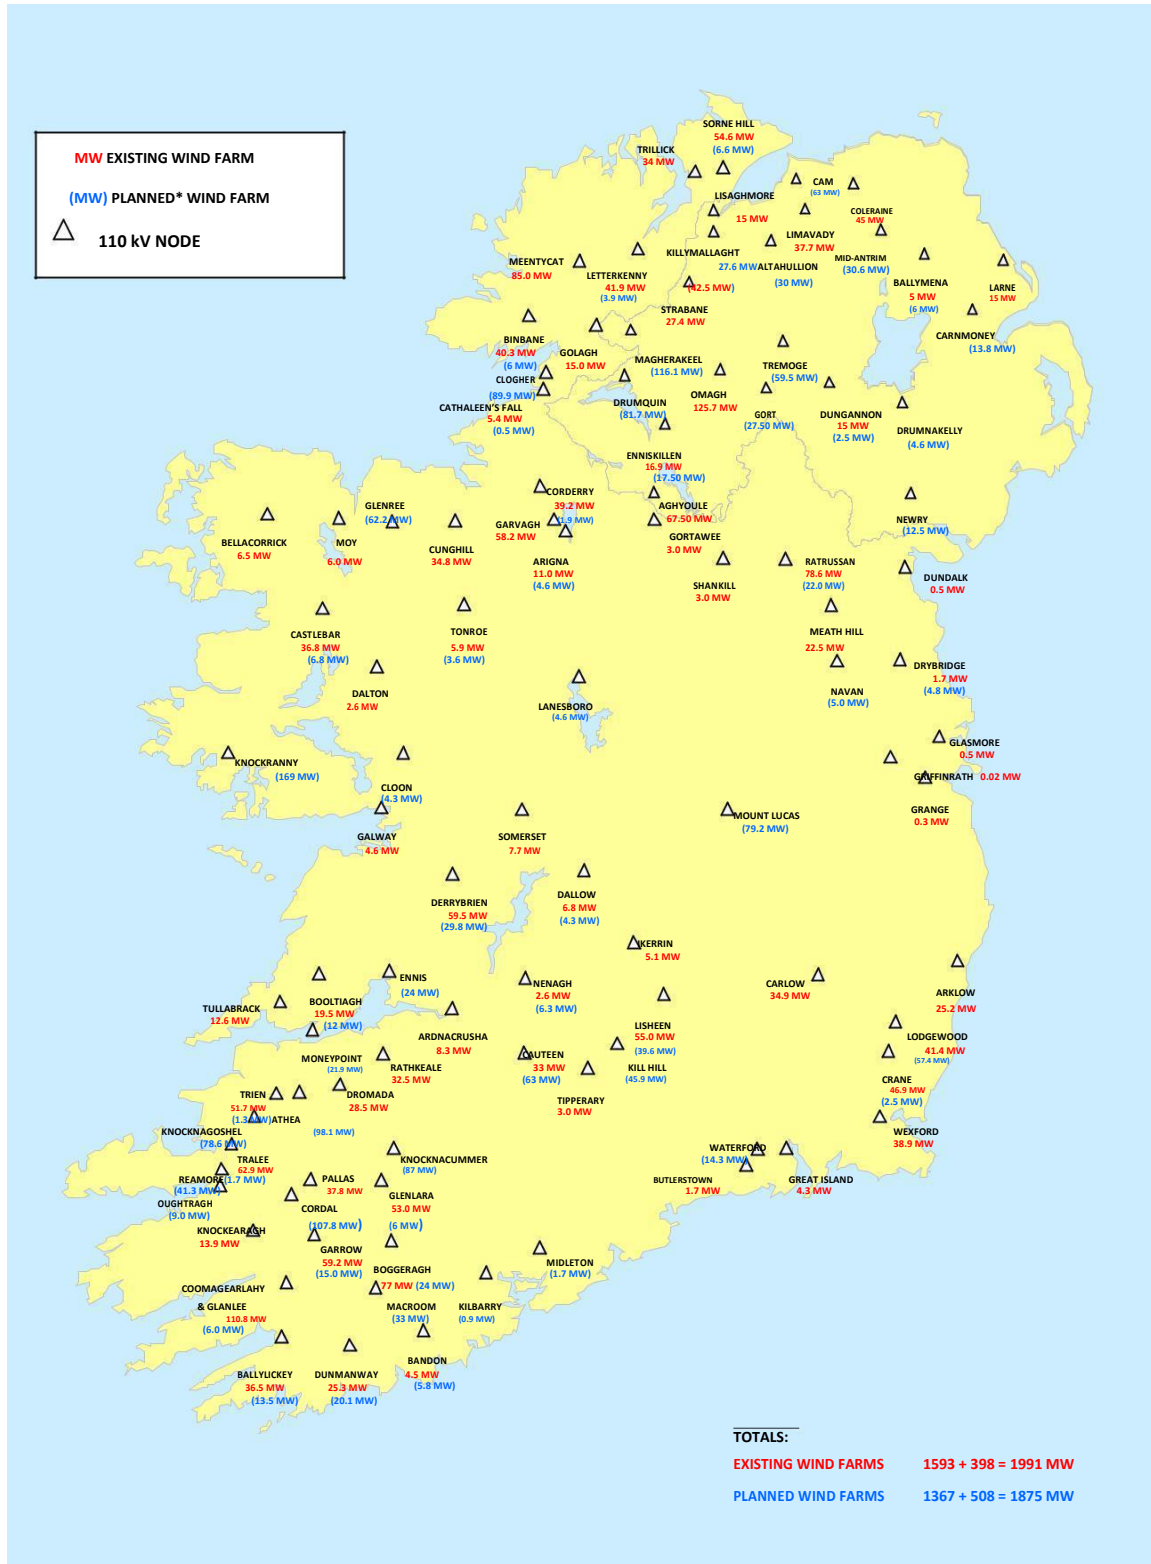 MW EXISTING WIND FARM
(MW) PLANNED* WIND FARM
110 kV NODE
SORNE HILL
54.6 MW
(6.6 MW)
TRILLICK
34 MW
CAM
(63 MW)
LISAGHMORE
15 MW
COLERAINE
45 MW
LIMAVADY
37.7 MW
KILLYMALLAGHT
27.6 MW
(42.5 MW)
ALTAHULLION
(30 MW)
MID-ANTRIM
(30.6 MW)
MEENTYCAT
85.0 MW
LETTERKENNY
41.9 MW
(3.9 MW)
BALLYMENA
5 MW
(6 MW)
LARNE
15 MW
STRABANE
27.4 MW
CARNMONEY
(13.8 MW)
BINBANE
40.3 MW
(6 MW)
GOLAGH
15.0 MW
MAGHERAKEEL
(116.1 MW)
TREMOGE
(59.5 MW)
CLOGHER
(89.9 MW)
CATHALEEN'S FALL
5.4 MW
(0.5 MW)
DRUMQUIN
(81.7 MW)
OMAGH
125.7 MW
GORT
(27.50 MW)
DUNGANNON
15 MW
(2.5 MW)
DRUMNAKELLY
(4.6 MW)
ENNISKILLEN
16.9 MW
(17.50 MW)
CORDERRY
39.2 MW
(1.9 MW)
GLENREE
(62.2 MW)
AGHYOULE
67.50 MW
NEWRY
(12.5 MW)
BELLACORRICK
6.5 MW
MOY
6.0 MW
CUNGHILL
34.8 MW
GARVAGH
58.2 MW
GORTAWEE
3.0 MW
ARIGNA
11.0 MW
(4.6 MW)
SHANKILL
3.0 MW
RATRUSSAN
78.6 MW
(22.0 MW)
DUNDALK
0.5 MW
CASTLEBAR
36.8 MW
(6.8 MW)
TONROE
5.9 MW
(3.6 MW)
MEATH HILL
22.5 MW
DALTON
2.6 MW
LANESBORO
(4.6 MW)
NAVAN
(5.0 MW)
DRYBRIDGE
1.7 MW
(4.8 MW)
KNOCKRANNY
(169 MW)
GLASMORE
0.5 MW
CLOON
(4.3 MW)
GRIFFINRATH 0.02 MW
GALWAY
4.6 MW
SOMERSET
7.7 MW
MOUNT LUCAS
(79.2 MW)
GRANGE
0.3 MW
DERRYBRIEN
59.5 MW
(29.8 MW)
DALLOW
6.8 MW
(4.3 MW)
IKERRIN
5.1 MW
ENNIS
(24 MW)
NENAGH
2.6 MW
(6.3 MW)
CARLOW
34.9 MW
ARKLOW
25.2 MW
TULLABRACK
12.6 MW
BOOLTIAGH
19.5 MW
(12 MW)
ARDNACRUSHA
8.3 MW
LISHEEN
55.0 MW
(39.6 MW)
LODGEWOOD
41.4 MW
(57.4 MW)
MONEYPOINT
(21.9 MW)
RATHKEALE
32.5 MW
CAUTEEN
33 MW
(63 MW)
KILL HILL
(45.9 MW)
CRANE
46.9 MW
(2.5 MW)
TRIEN
51.7 MW
(1.3 MW)
DROMADA
28.5 MW
TIPPERARY
3.0 MW
ATHEA
(98.1 MW)
KNOCKNAGOSHEL
(78.6 MW)
WEXFORD
38.9 MW
TRALEE
62.9 MW
(1.7 MW)
KNOCKNACUMMER
(87 MW)
WATERFORD
(14.3 MW)
REAMORE
(41.3 MW)
PALLAS
37.8 MW
GLENLARA
53.0 MW
(6 MW)
BUTLERSTOWN
1.7 MW
GREAT ISLAND
4.3 MW
OUGHTRAGH
(9.0 MW)
CORDAL
(107.8 MW)
KNOCKEARAGH
13.9 MW
GARROW
59.2 MW
(15.0 MW)
BOGGERAGH
77 MW (24 MW)
MIDLETON
(1.7 MW)
COOMAGEARLAHY
& GLANLEE
110.8 MW
(6.0 MW)
MACROOM
(33 MW)
KILBARRY
(0.9 MW)
BALLYLICKEY
36.5 MW
(13.5 MW)
DUNMANWAY
25.3 MW
(20.1 MW)
BANDON
4.5 MW
(5.8 MW)
TOTALS:
EXISTING WIND FARMS 1593 + 398 = 1991 MW
PLANNED WIND FARMS 1367 + 508 = 1875 MW